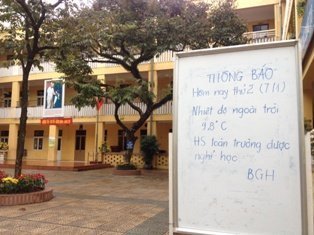 THÔNG BÁO
Hôm nay thứ 2 (7/1)
Nhiệt độ ngoài trời
9.8°C
HS toàn trường được
nghỉ học
BGH